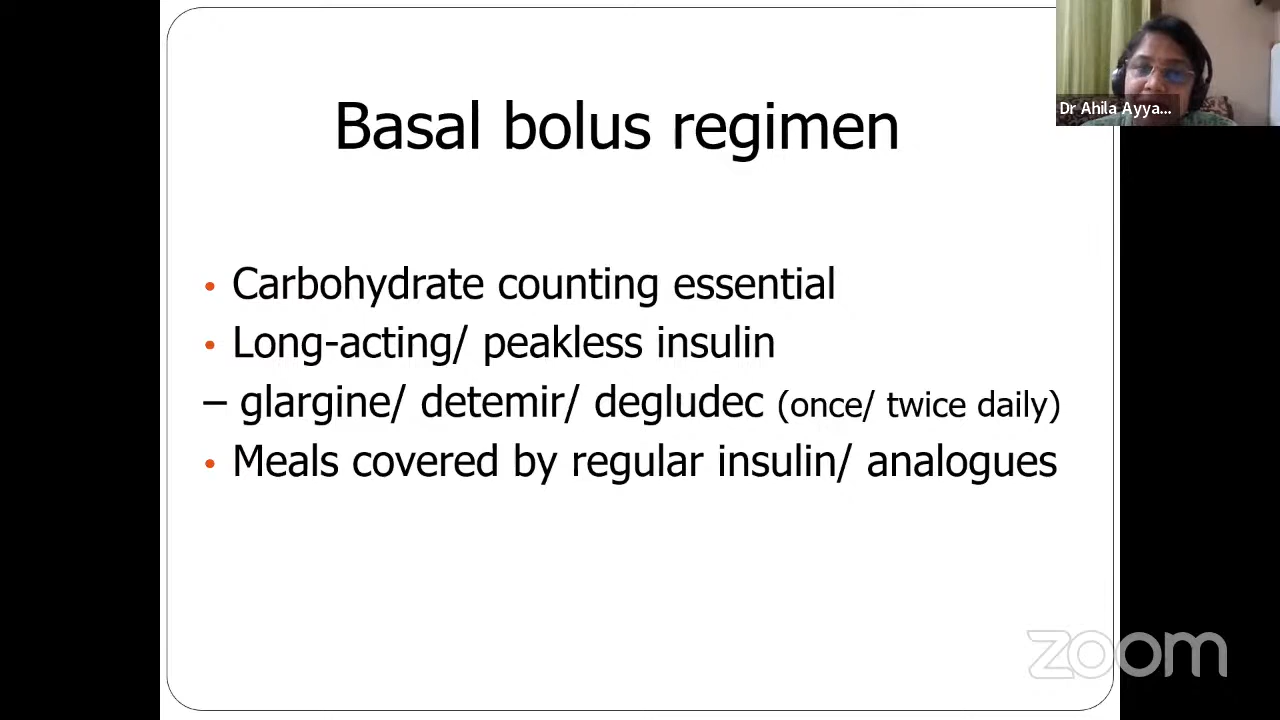 Basal bolus regimen
• Carbohydrate counting essential
• Long-acting/ peakless insulin
– glargine/ detemir/ degludec (once/ twice daily)
• Meals covered by regular insulin/ analogues
Dr Ahila Ayya...
zoom